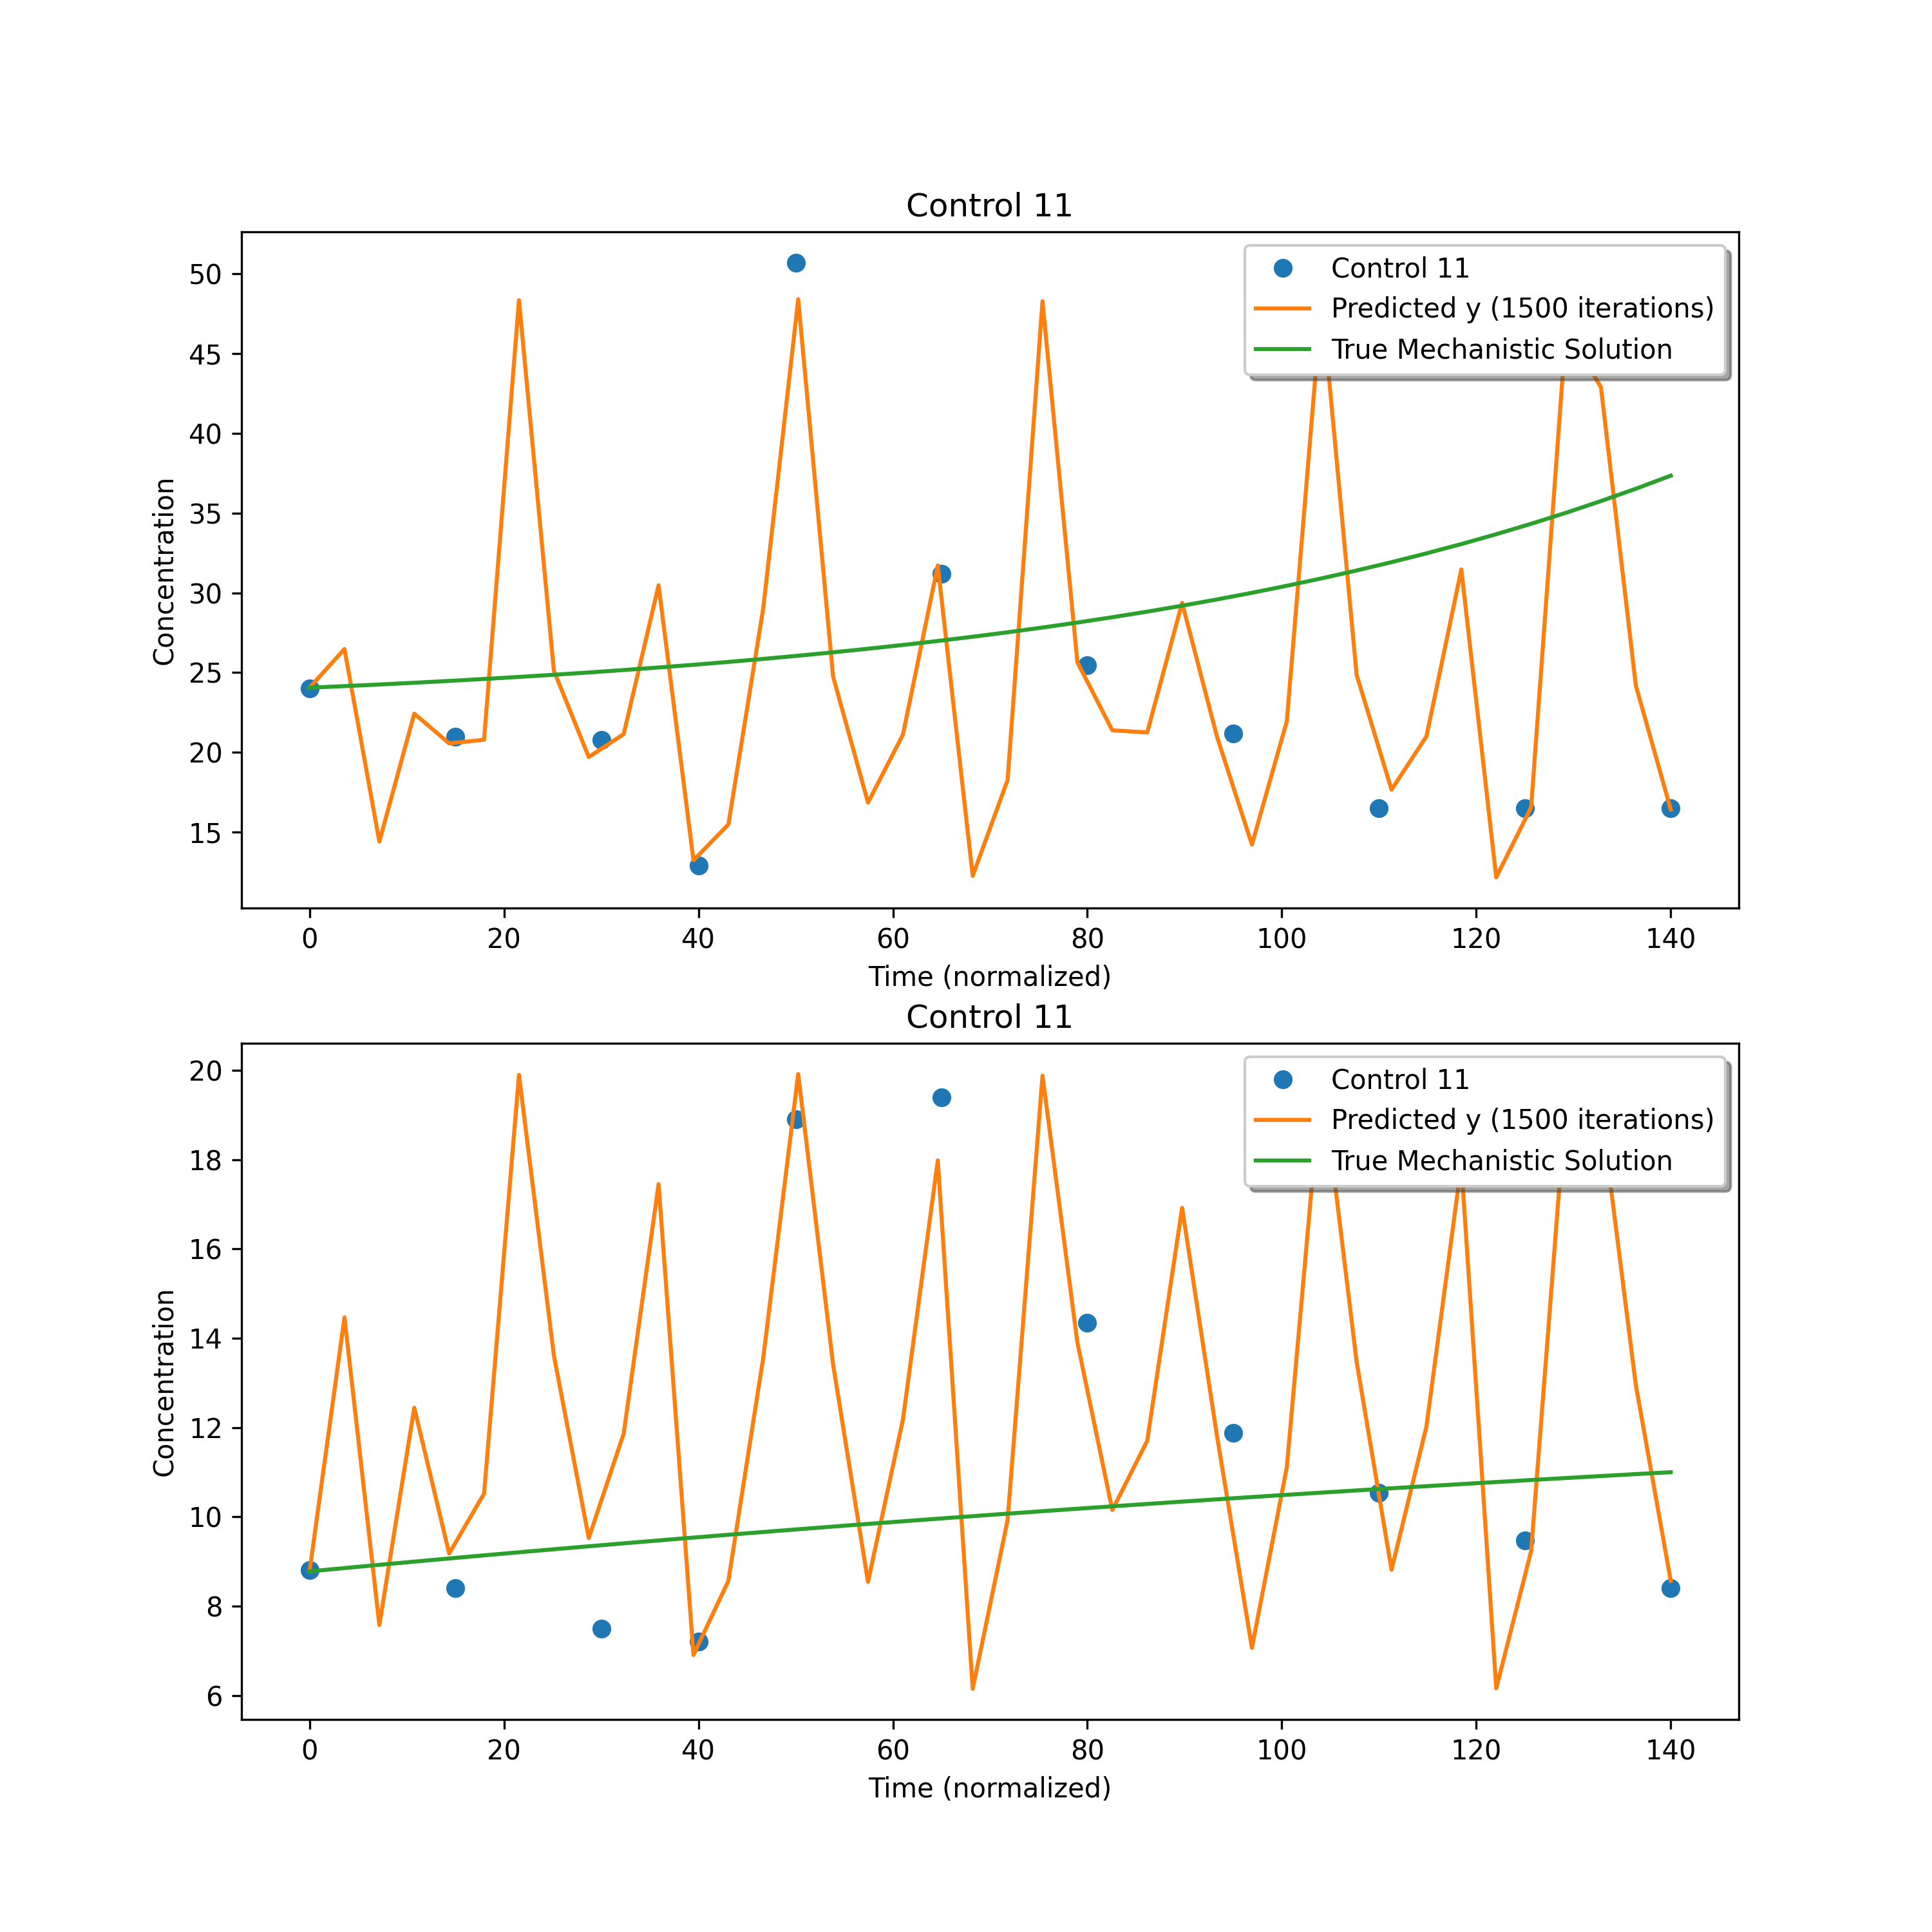 Control 11
50
45
40
35
30
25
20
15
Concentration
Control 11
Predicted y (1500 iterations)
True Mechanistic Solution
0 20 40 60 80 100 120 140
Time (normalized)
Control 11
20
18
16
14
12
10
8
6
Concentration
Control 11
Predicted y (1500 iterations)
True Mechanistic Solution
0 20 40 60 80 100 120 140
Time (normalized)